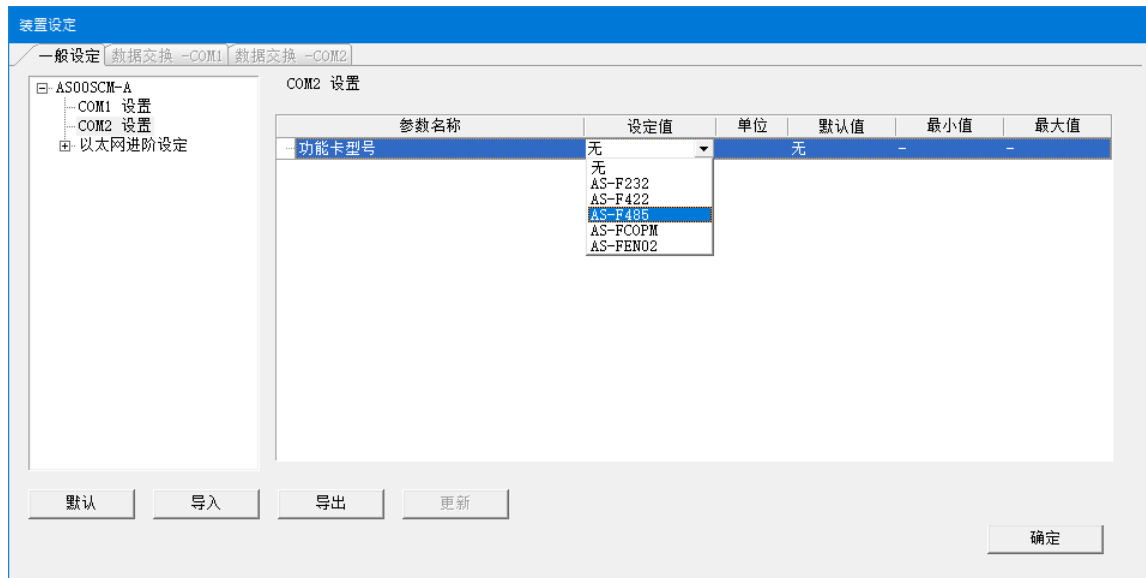 装置设定
一般设定 数据交换 -COM1 数据交换 -COM2
AS00SCM-A
COM1 设置
COM2 设置
以太网进阶设定
COM2 设置
参数名称 设定值 单位 默认值 最小值 最大值
功能卡型号 无 无 - -
无
AS-F232
AS-F422
AS-F485
AS-FCOPM
AS-FEN02
默认 导入 导出 更新
确定